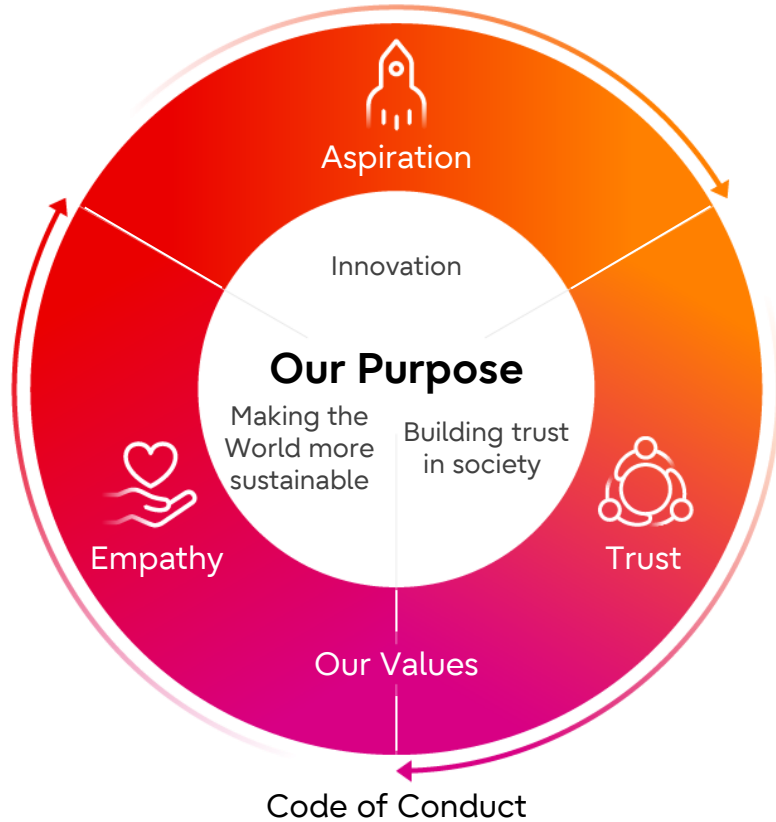 Aspiration
Innovation
Our Purpose
Making the
World more
sustainable
Building trust
in society
Empathy
Trust
Our Values
Code of Conduct